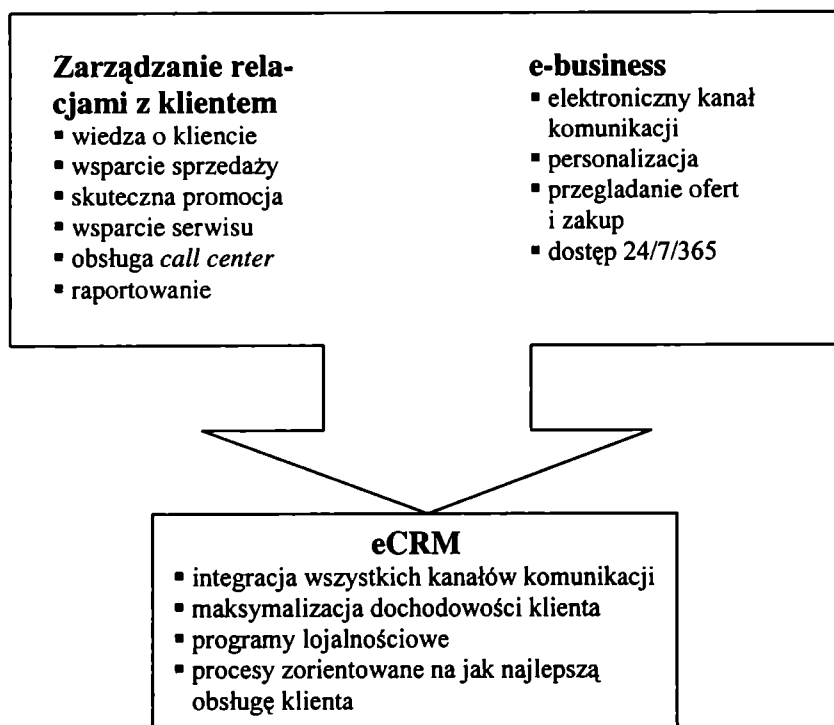 Zarządzanie rela-
cjami z klientem
▪ wiedza o kliencie
▪ wsparcie sprzedaży
▪ skuteczna promocja
▪ wsparcie serwisu
▪ obsługa call center
▪ raportowanie
e-business
▪ elektroniczny kanał
komunikacji
▪ personalizacja
▪ przegladanie ofert
i zakup
▪ dostęp 24/7/365
eCRM
▪ integracja wszystkich kanałów komunikacji
▪ maksymalizacja dochodowości klienta
▪ programy lojalnościowe
▪ procesy zorientowane na jak najlepszą
obsługę klienta